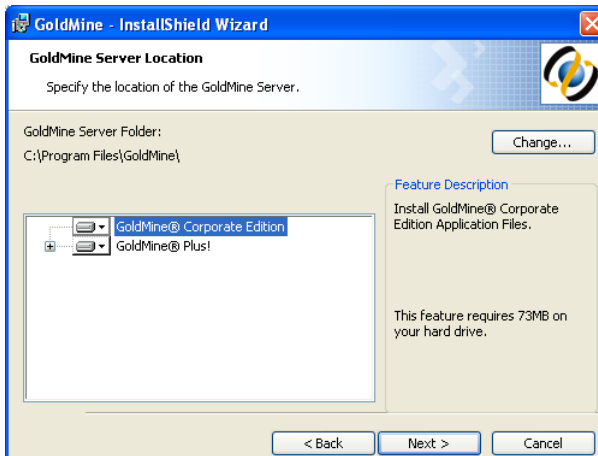 GoldMine - InstallShield Wizard
GoldMine Server Location
Specify the location of the GoldMine Server.
GoldMine Server Folder:
C:\Program Files\GoldMine\
Change...
GoldMine® Corporate Edition
GoldMine® Plus!
Feature Description
Install GoldMine® Corporate
Edition Application Files.
This feature requires 73MB on
your hard drive.
< Back
Next >
Cancel